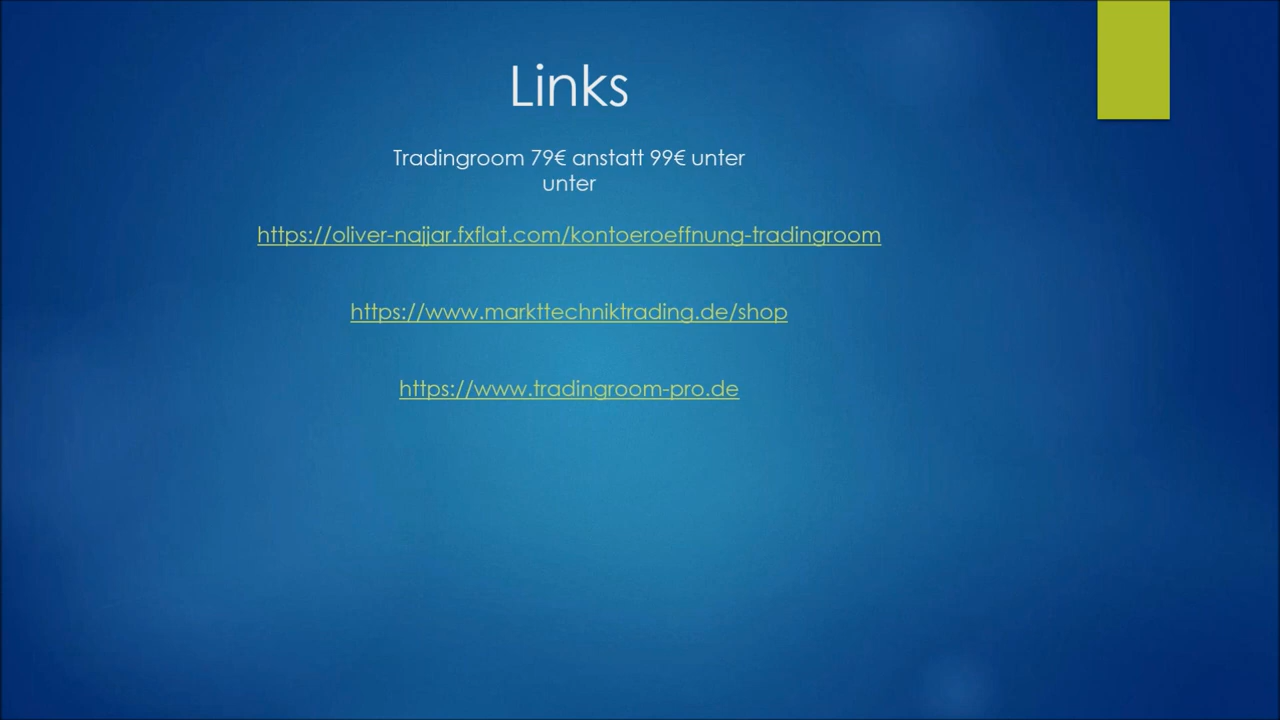 Links
Tradingroom 79€ anstatt 99€ unter
unter
https://oliver-najjar.fxflat.com/kontoeroeffnung-tradingroom
https://www.markttechniktrading.de/shop
https://www.tradingroom-pro.de